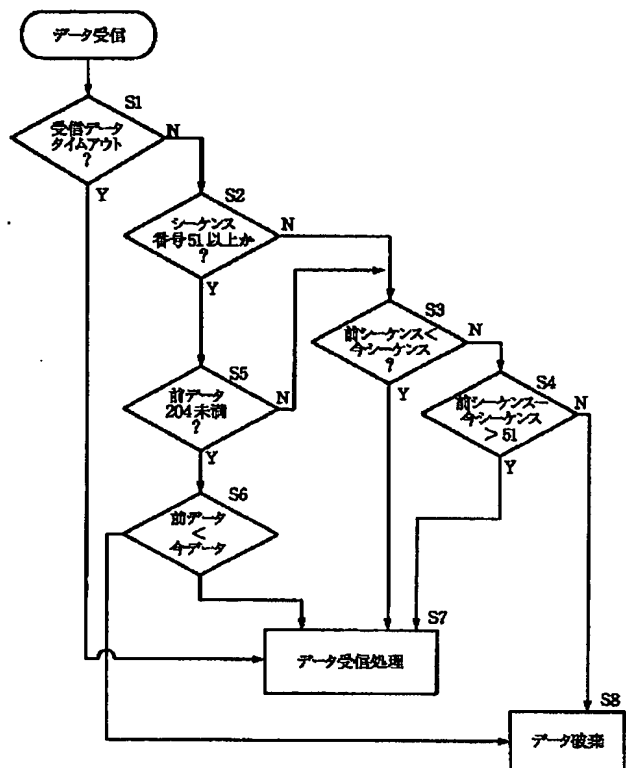 データ受信
S1
受信データ
タイムアウト
?
N
Y
S2
シーケンス
番号51以上か
?
N
Y
S3
前シーケンス<
今シーケンス
?
N
Y
S4
前シーケンス−
今シーケンス
>51
N
Y
S5
前データ
204未満
?
N
Y
S6
前データ
<
今データ
S7
データ受信処理
S8
データ破棄